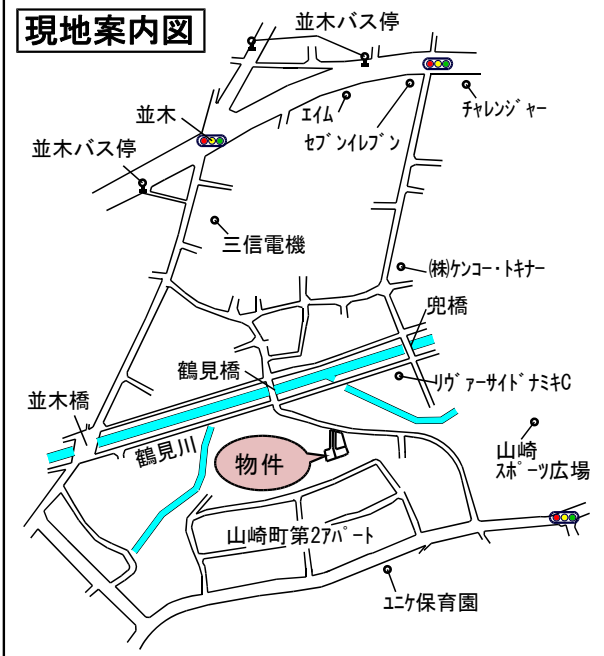 現地案内図
並木バス停
並木
エイム
ｾﾌﾞﾝｲﾚﾌﾞﾝ
ﾁｬﾚﾝｼﾞｬｰ
並木バス停
三信電機
㈱ｹﾝｺｰ・ﾄｷﾅｰ
兜橋
鶴見橋
ﾘｳﾞｧｰｻｲﾄﾞﾅﾐｷC
並木橋
鶴見川
物件
山崎
ｽﾎﾟｰﾂ広場
山崎町第2ｱﾊﾟｰﾄ
ﾕﾆｹ保育園